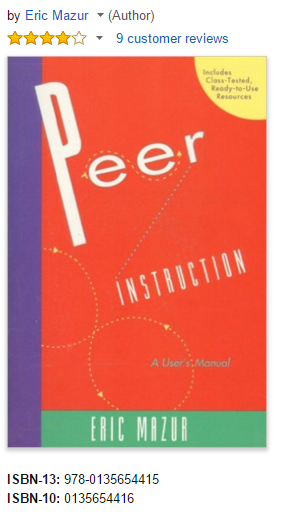 by Eric Mazur (Author)
9 customer reviews
Includes
Class-Tested,
Ready-to-Use
Resources
Peer
INSTRUCTION
A User's Manual
ERIC MAZUR
ISBN-13: 978-0135654415
ISBN-10: 0135654416